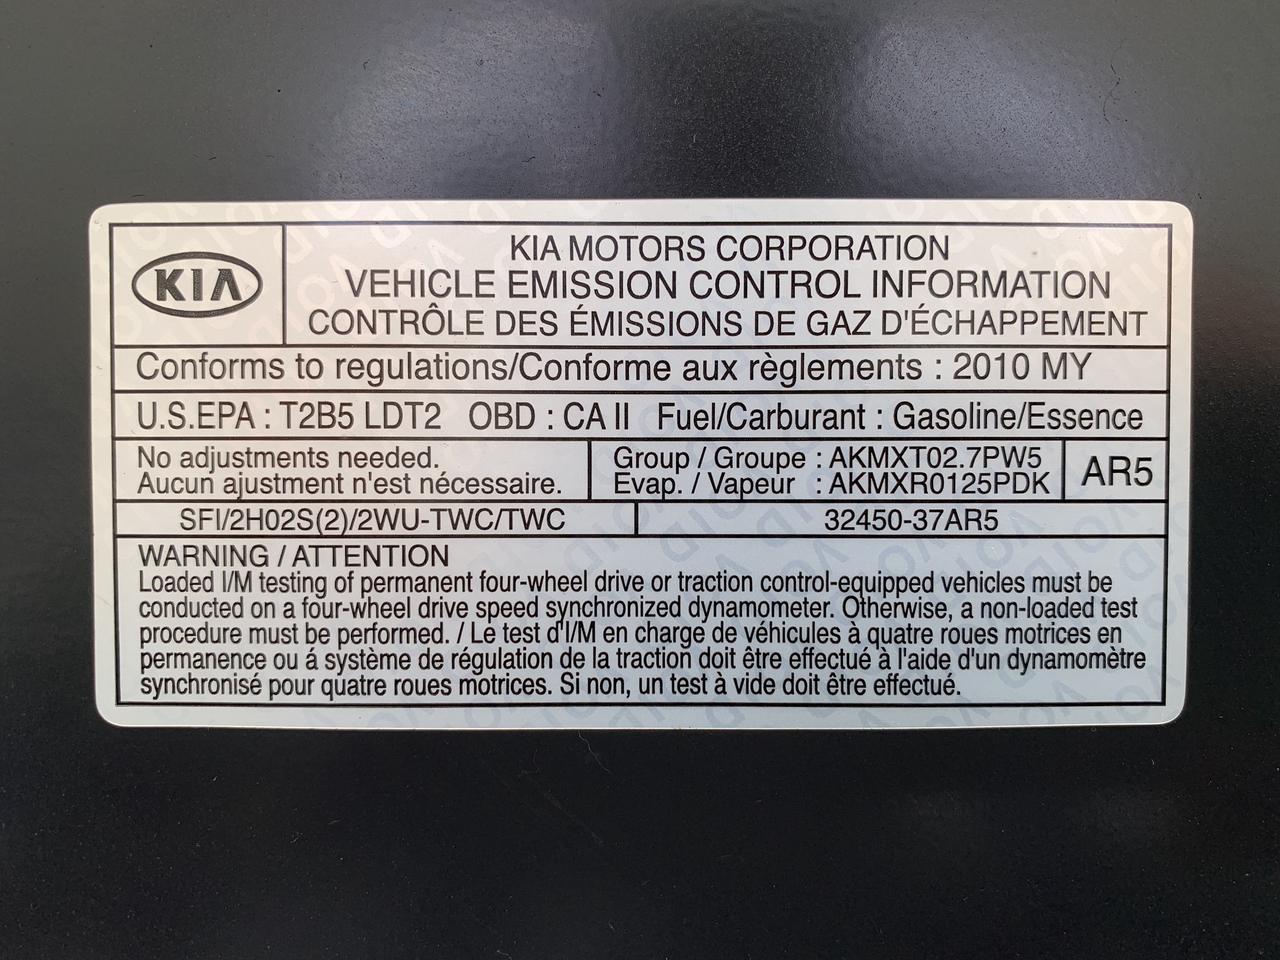 KIA
KIA MOTORS CORPORATION
VEHICLE EMISSION CONTROL INFORMATION
CONTRÔLE DES ÉMISSIONS DE GAZ D'ÉCHAPPEMENT
Conforms to regulations/Conforme aux règlements : 2010 MY
U.S.EPA : T2B5 LDT2 OBD : CA II Fuel/Carburant : Gasoline/Essence
No adjustments needed.
Aucun ajustment n'est nécessaire.
Group / Groupe : AKMXT02.7PW5
Evap. / Vapeur : AKMXR0125PDK
AR5
SFI/2H02S(2)/2WU-TWC/TWC
32450-37AR5
WARNING / ATTENTION
Loaded I/M testing of permanent four-wheel drive or traction control-equipped vehicles must be
conducted on a four-wheel drive speed synchronized dynamometer. Otherwise, a non-loaded test
procedure must be performed. / Le test d'I/M en charge de véhicules à quatre roues motrices en
permanence ou á système de régulation de la traction doit être effectué à l'aide d'un dynamomètre
synchronisé pour quatre roues motrices. Si non, un test à vide doit être effectué.